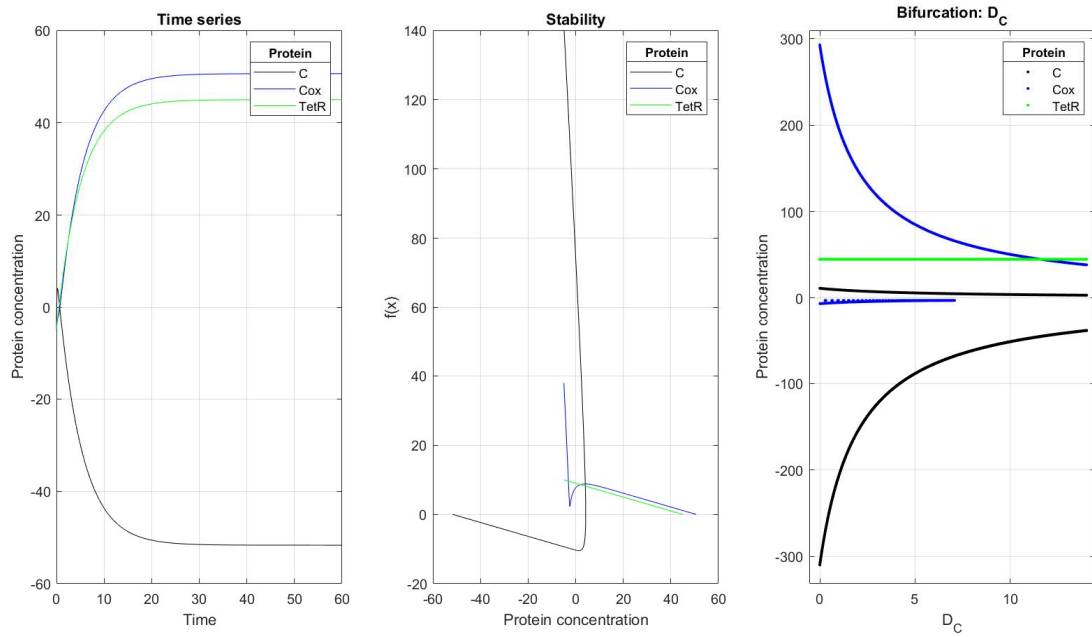 Time series
Protein
C
Cox
TetR
60
40
20
0
-20
-40
-60
0 10 20 30 40 50 60
Time
Protein concentration
Stability
Protein
C
Cox
TetR
140
120
100
80
60
40
20
0
-20
-60 -40 -20 0 20 40 60
Protein concentration
f(x)
Bifurcation: D_C
Protein
C
Cox
TetR
300
200
100
0
-100
-200
-300
0 5 10
D_C
Protein concentration